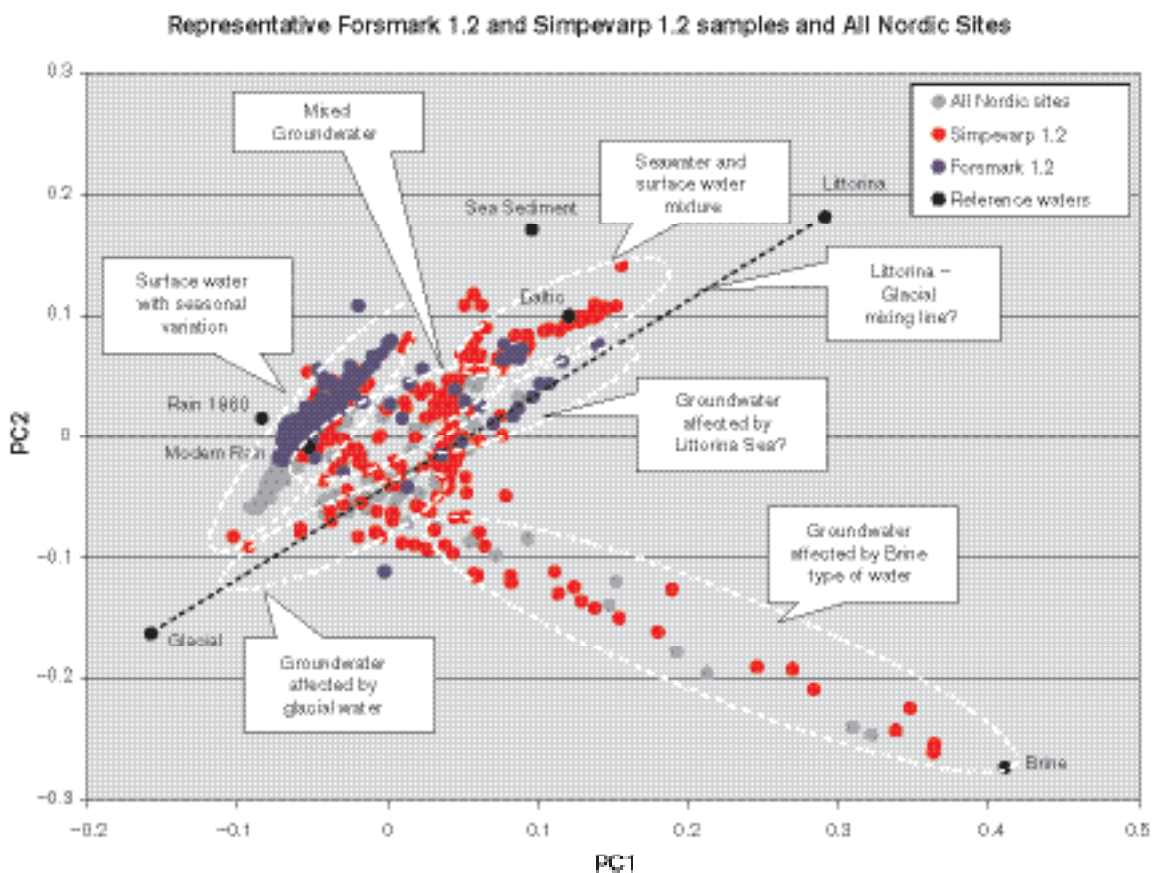 Representative Forsmark 1.2 and Simpevarp 1.2 samples and All Nordic Sites
0.3
0.2
0.1
0
-0.1
-0.2
-0.3
PC2
-0.2
-0.1
0
0.1
0.2
0.3
0.4
0.5
PC1
All Nordic sites
Simpevarp 1.2
Forsmark 1.2
Reference waters
Mixed
Groundwater
Seawater and
surface water
mixture
Littorina
Sea Sediment
Surface water
with seasonal
variation
Baltic
Littorina –
Glacial
mixing line?
Rain 1960
Modern Rain
Groundwater
affected by
Littorina Sea?
Groundwater
affected by Brine
type of water
Glacial
Groundwater
affected by
glacial water
Brine